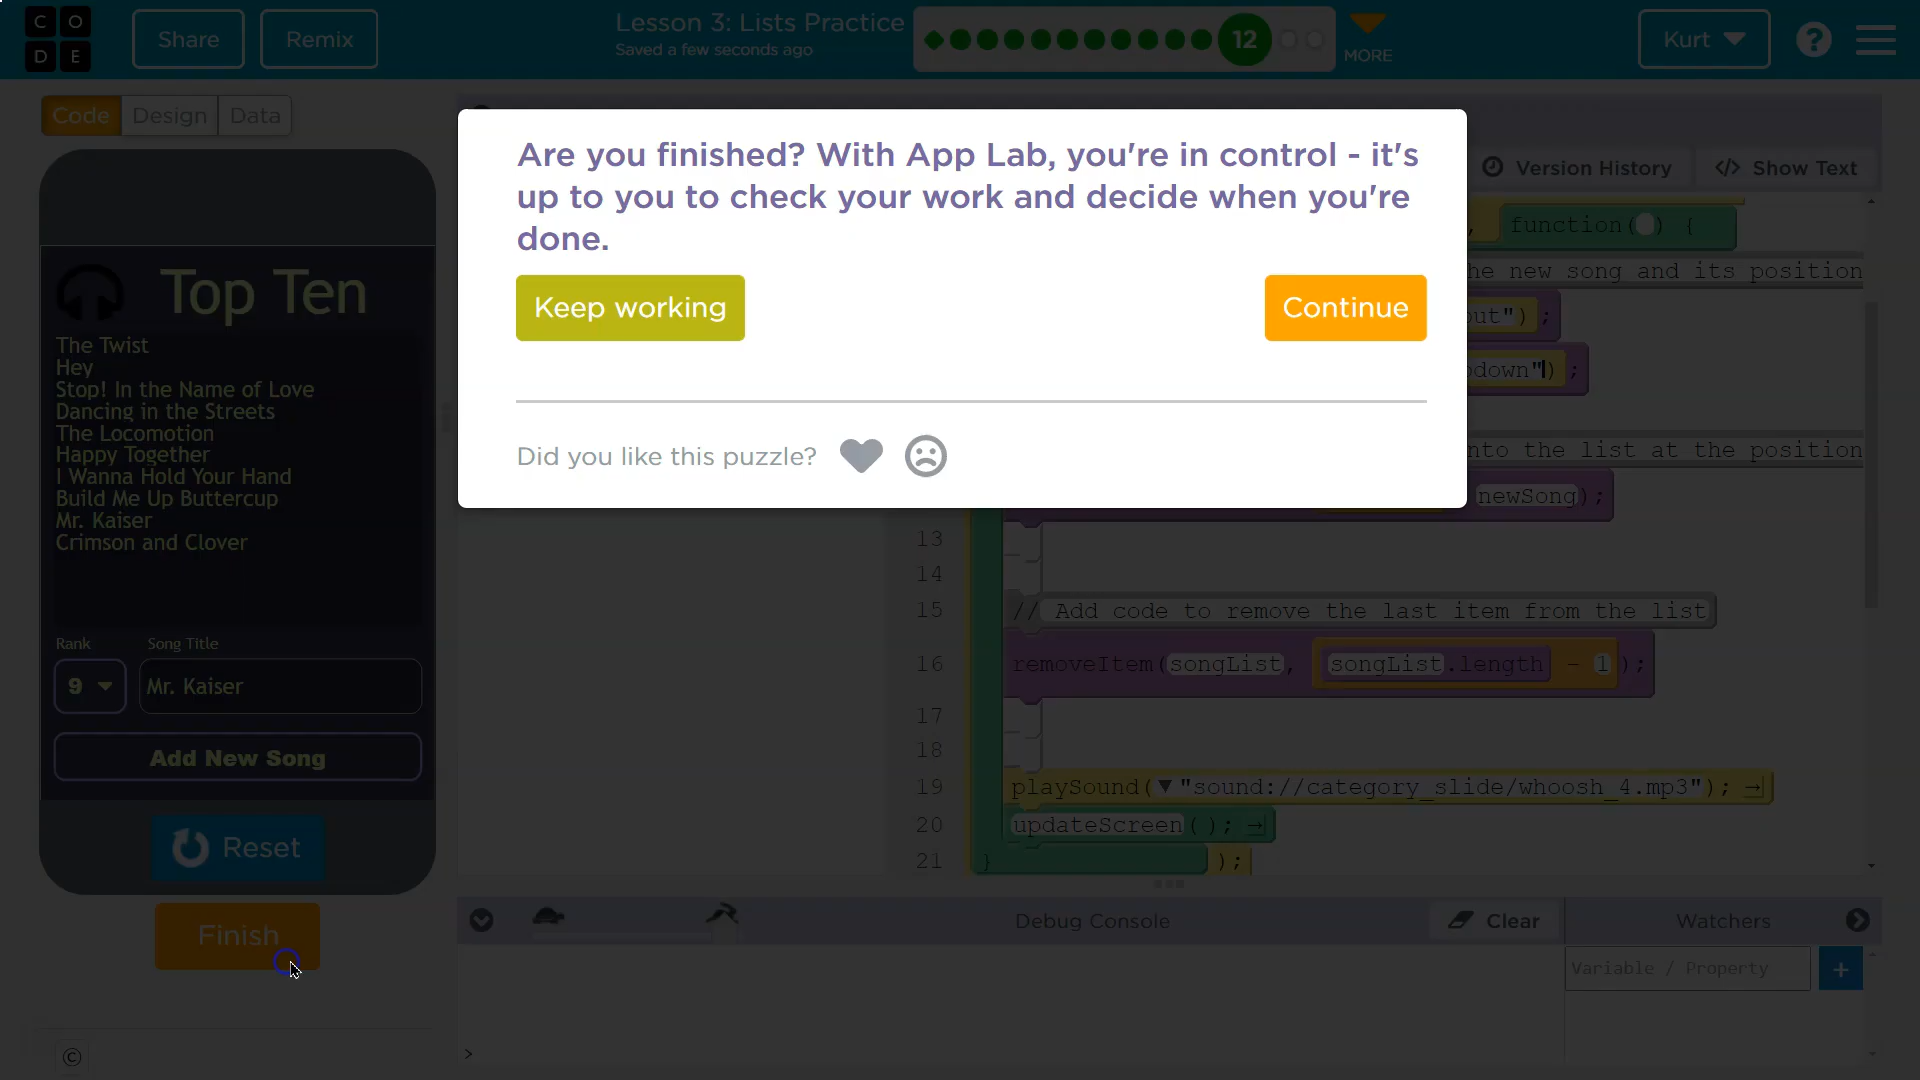 CODE
Share
Remix
Lesson 3: Lists Practice
Saved a few seconds ago
12
MORE
Kurt
?
Code
Design
Data
Are you finished? With App Lab, you're in control - it's
up to you to check your work and decide when you're
done.
Keep working
Continue
Did you like this puzzle?
Version History
</> Show Text
, function( ) {
he new song and its position
out") ;
pdown") ;
nto the list at the position
newSong);
13
14
15 // Add code to remove the last item from the list
16 removeItem(songList, songList.length - 1);
17
18
19 playSound( "sound://category_slide/whoosh_4.mp3");
20 updateScreen( );
21 } );
Top Ten
The Twist
Hey
Stop! In the Name of Love
Dancing in the Streets
The Locomotion
Happy Together
I Wanna Hold Your Hand
Build Me Up Buttercup
Mr. Kaiser
Crimson and Clover
Rank
Song Title
9
Mr. Kaiser
Add New Song
Reset
Finish
Debug Console
Clear
Watchers
Variable / Property
+
>
©